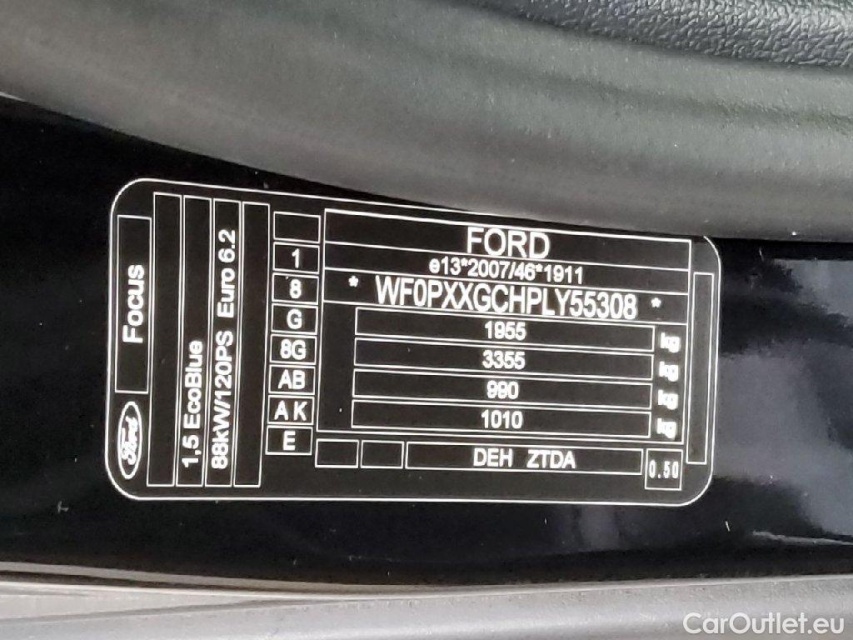 Focus
Ford
1,5 EcoBlue
88kW/120PS Euro 6.2
1
8
G
8G
AB
AK
E
FORD
e13*2007/46*1911
* WF0PXXGCHPLY55308 *
1955 kg
3355 kg
990 kg
1010 kg
DEH ZTDA
0.50
CarOutlet.eu